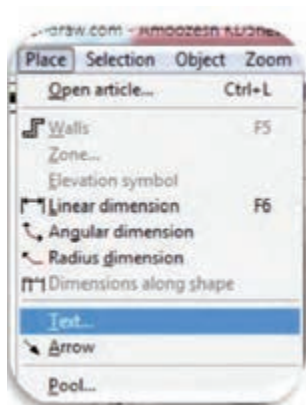 Place Selection Object Zoom
Open article... Ctrl+L
Walls F5
Zone...
Elevation symbol
Linear dimension F6
Angular dimension
Radius dimension
Dimensions along shape
Text...
Arrow
Pool...